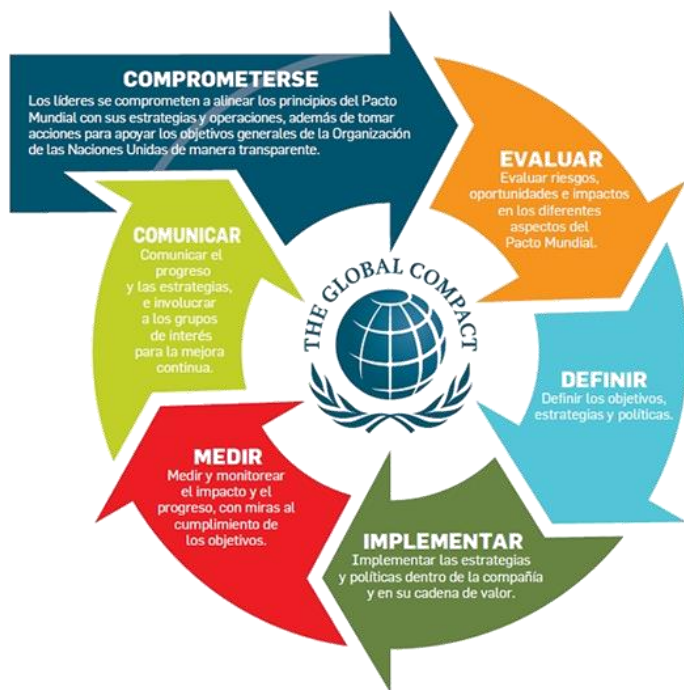 COMPROMETERSE
Los líderes se comprometen a alinear los principios del Pacto
Mundial con sus estrategias y operaciones, además de tomar
acciones para apoyar los objetivos generales de la Organización
de las Naciones Unidas de manera transparente.
EVALUAR
Evaluar riesgos,
oportunidades e impactos
en los diferentes
aspectos del
Pacto Mundial.
DEFINIR
Definir los objetivos,
estrategias y políticas.
IMPLEMENTAR
Implementar las estrategias
y políticas dentro de la compañía
y en su cadena de valor.
MEDIR
Medir y monitorear
el impacto y el
progreso, con miras al
cumplimiento de
los objetivos.
COMUNICAR
Comunicar el
progreso
y las estrategias,
e involucrar
a los grupos
de interés
para la mejora
continua.
THE GLOBAL COMPACT